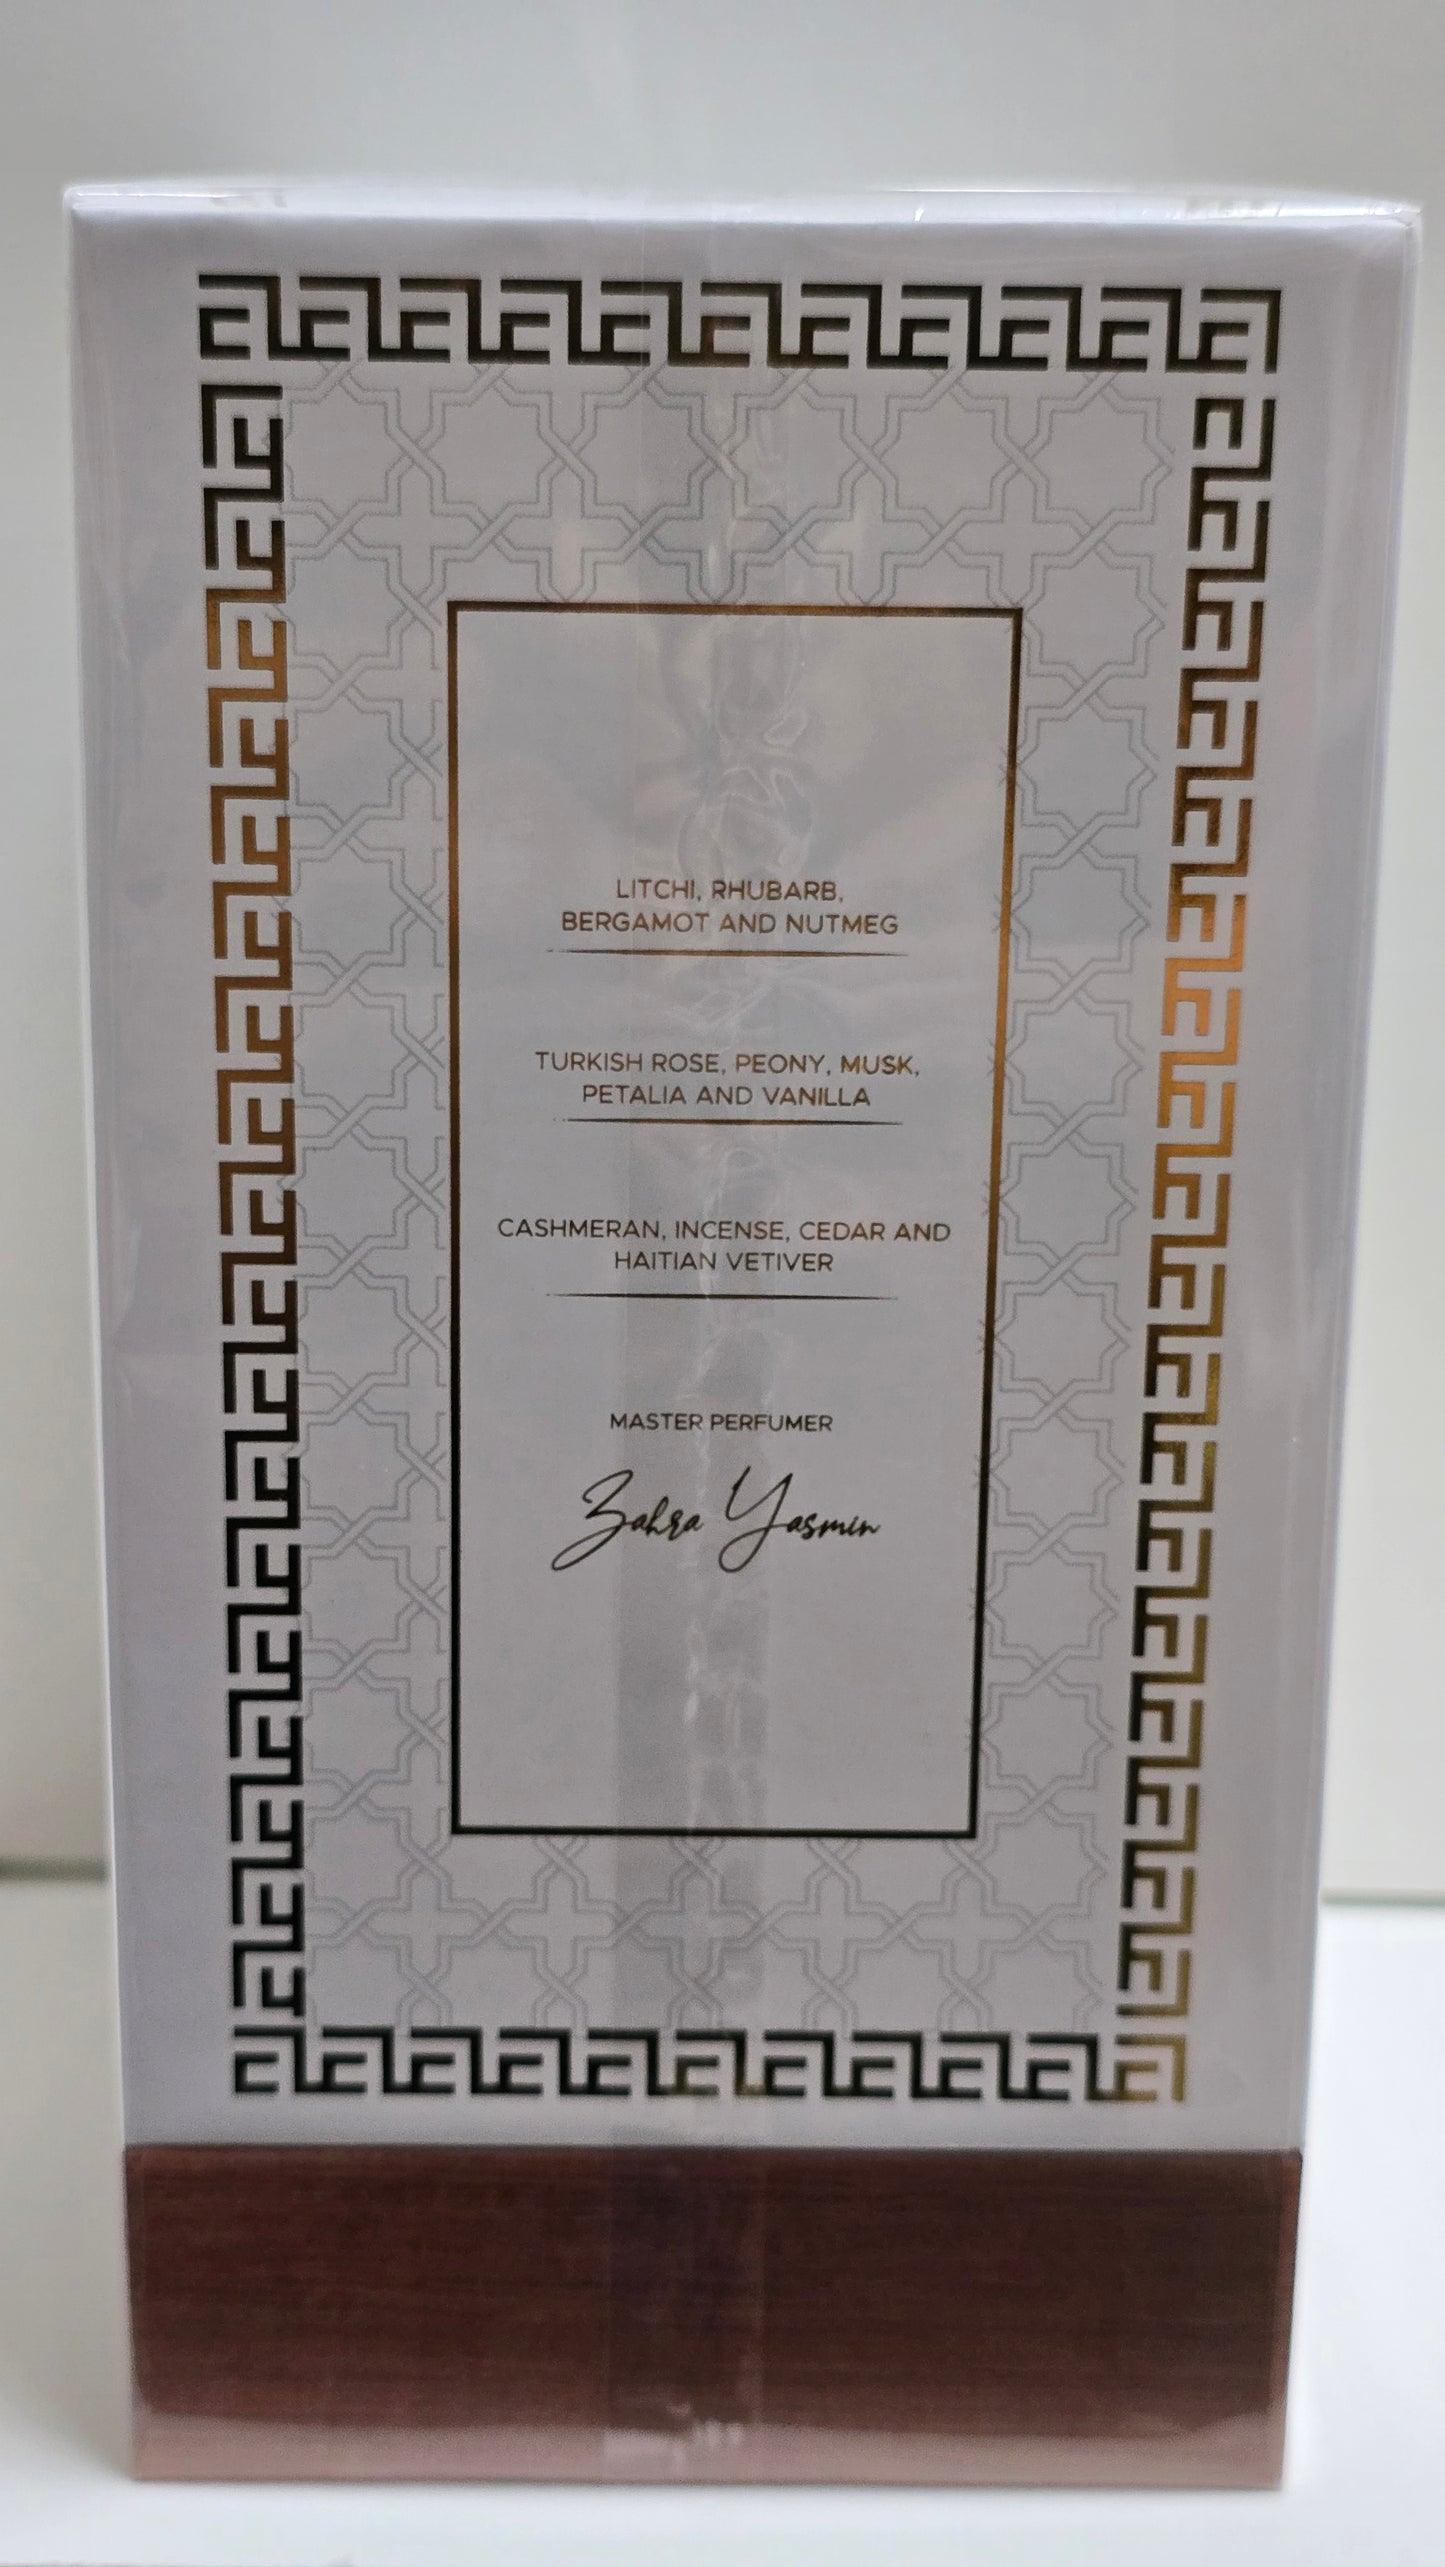 LITCHI, RHUBARB,
BERGAMOT AND NUTMEG
TURKISH ROSE, PEONY, MUSK,
PETALIA AND VANILLA
CASHMERAN, INCENSE, CEDAR AND
HAITIAN VETIVER
MASTER PERFUMER
Zahra Yasmin